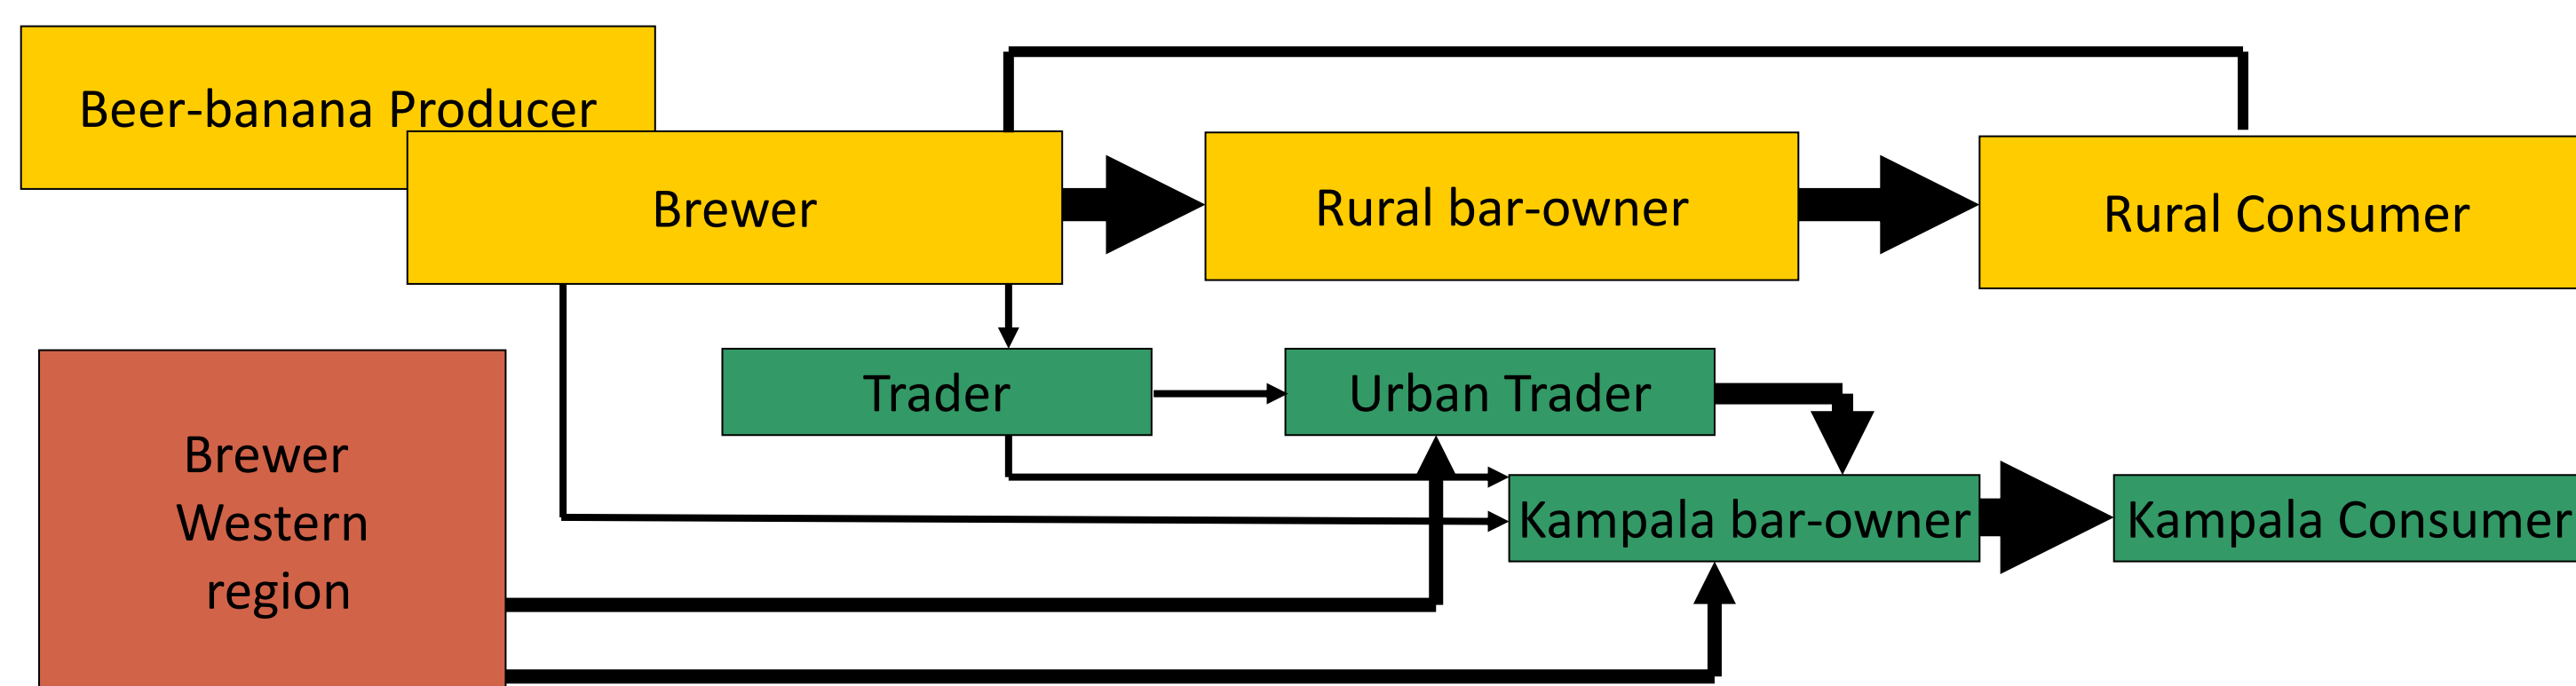 Beer-banana Producer
Brewer
Rural bar-owner
Rural Consumer
Trader
Urban Trader
Brewer
Western
region
Kampala bar-owner
Kampala Consumer